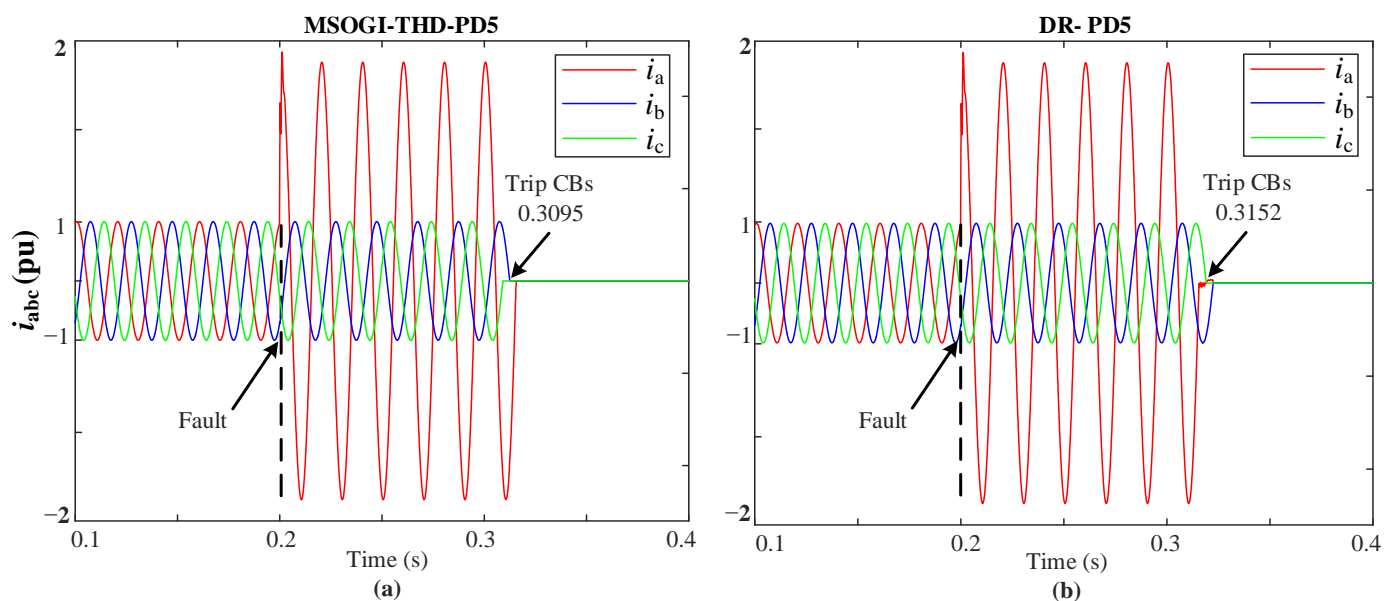 MSOGI-THD-PD5
2
1
−1
−2
i_abc (pu)
i_a
i_b
i_c
Trip CBs
0.3095
Fault
0.1
0.2
0.3
0.4
Time (s)
(a)
DR- PD5
2
1
−1
−2
i_a
i_b
i_c
Trip CBs
0.3152
Fault
0.1
0.2
0.3
0.4
Time (s)
(b)